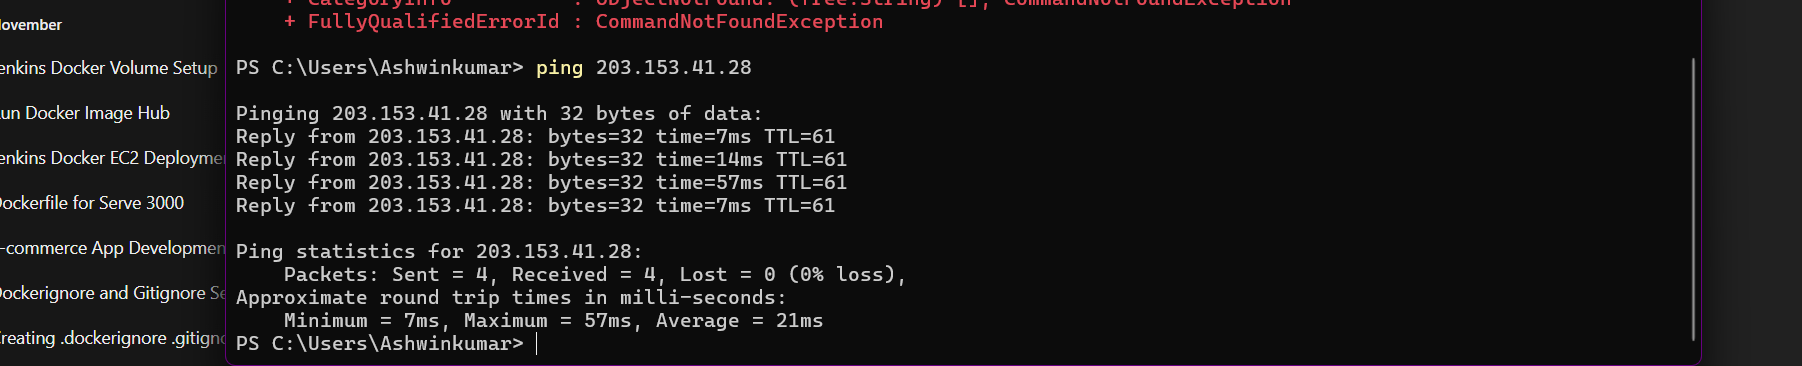 + CategoryInfo : ObjectNotFound: (free:String) [], CommandNotFoundException
+ FullyQualifiedErrorId : CommandNotFoundException
PS C:\Users\Ashwinkumar> ping 203.153.41.28
Pinging 203.153.41.28 with 32 bytes of data:
Reply from 203.153.41.28: bytes=32 time=7ms TTL=61
Reply from 203.153.41.28: bytes=32 time=14ms TTL=61
Reply from 203.153.41.28: bytes=32 time=57ms TTL=61
Reply from 203.153.41.28: bytes=32 time=7ms TTL=61
Ping statistics for 203.153.41.28:
Packets: Sent = 4, Received = 4, Lost = 0 (0% loss),
Approximate round trip times in milli-seconds:
Minimum = 7ms, Maximum = 57ms, Average = 21ms
PS C:\Users\Ashwinkumar>
ovember
enkins Docker Volume Setup
un Docker Image Hub
enkins Docker EC2 Deployme
ockerfile for Serve 3000
-commerce App Developmen
ockerignore and Gitignore Se
reating .dockerignore .gitign